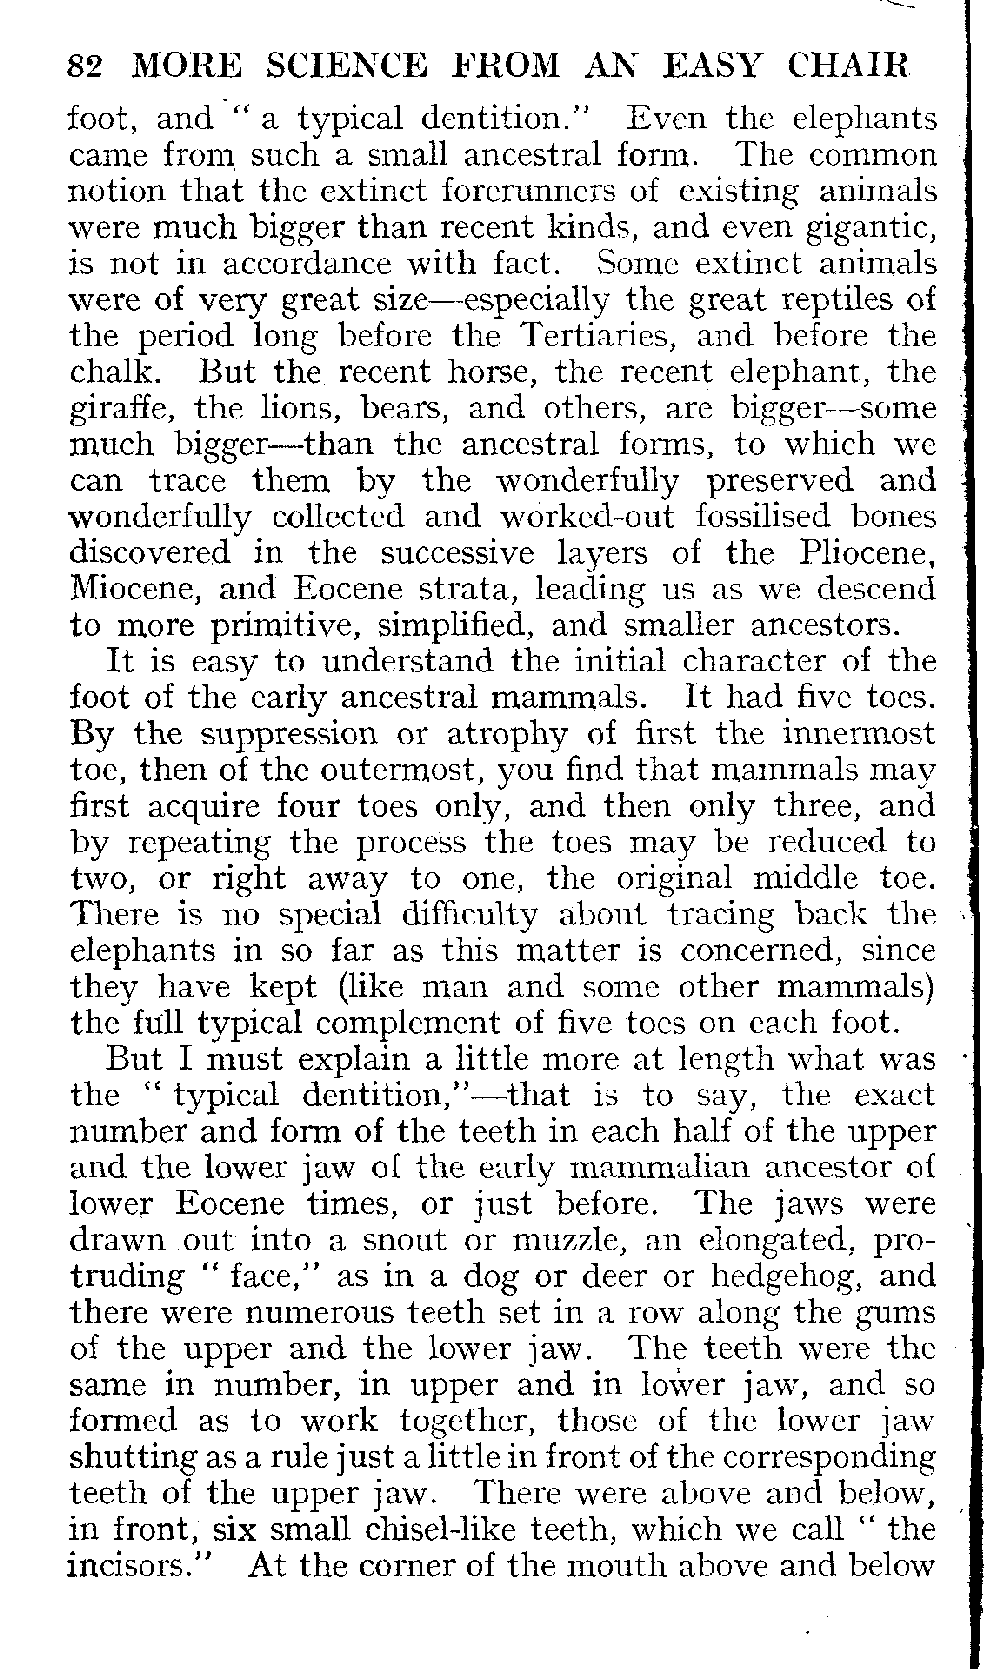 82 MORE SCIENCE FROM AN EASY CHAIR
foot, and " a typical dentition." Even the elephants
came from such a small ancestral form. The common
notion that the extinct forerunners of existing animals
were much bigger than recent kinds, and even gigantic,
is not in accordance with fact. Some extinct animals
were of very great size—especially the great reptiles of
the period long before the Tertiaries, and before the
chalk. But the recent horse, the recent elephant, the
giraffe, the lions, bears, and others, are bigger—some
much bigger—than the ancestral forms, to which we
can trace them by the wonderfully preserved and
wonderfully collected and worked-out fossilised bones
discovered in the successive layers of the Pliocene,
Miocene, and Eocene strata, leading us as we descend
to more primitive, simplified, and smaller ancestors.
It is easy to understand the initial character of the
foot of the early ancestral mammals. It had five toes.
By the suppression or atrophy of first the innermost
toe, then of the outermost, you find that mammals may
first acquire four toes only, and then only three, and
by repeating the process the toes may be reduced to
two, or right away to one, the original middle toe.
There is no special difficulty about tracing back the
elephants in so far as this matter is concerned, since
they have kept (like man and some other mammals)
the full typical complement of five toes on each foot.
But I must explain a little more at length what was
the " typical dentition,"—that is to say, the exact
number and form of the teeth in each half of the upper
and the lower jaw of the early mammalian ancestor of
lower Eocene times, or just before. The jaws were
drawn out into a snout or muzzle, an elongated, pro-
truding " face," as in a dog or deer or hedgehog, and
there were numerous teeth set in a row along the gums
of the upper and the lower jaw. The teeth were the
same in number, in upper and in lower jaw, and so
formed as to work together, those of the lower jaw
shutting as a rule just a little in front of the corresponding
teeth of the upper jaw. There were above and below,
in front, six small chisel-like teeth, which we call " the
incisors." At the corner of the mouth above and below